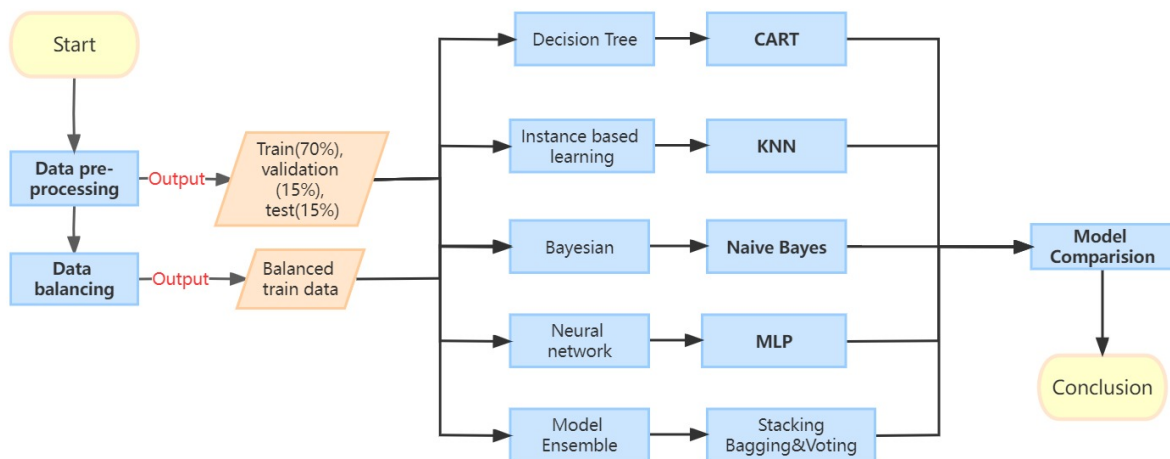 Start
Data pre-
processing
Output
Train(70%),
validation
(15%),
test(15%)
Data
balancing
Output
Balanced
train data
Decision Tree
CART
Instance based
learning
KNN
Bayesian
Naive Bayes
Neural
network
MLP
Model
Ensemble
Stacking
Bagging&Voting
Model
Comparision
Conclusion